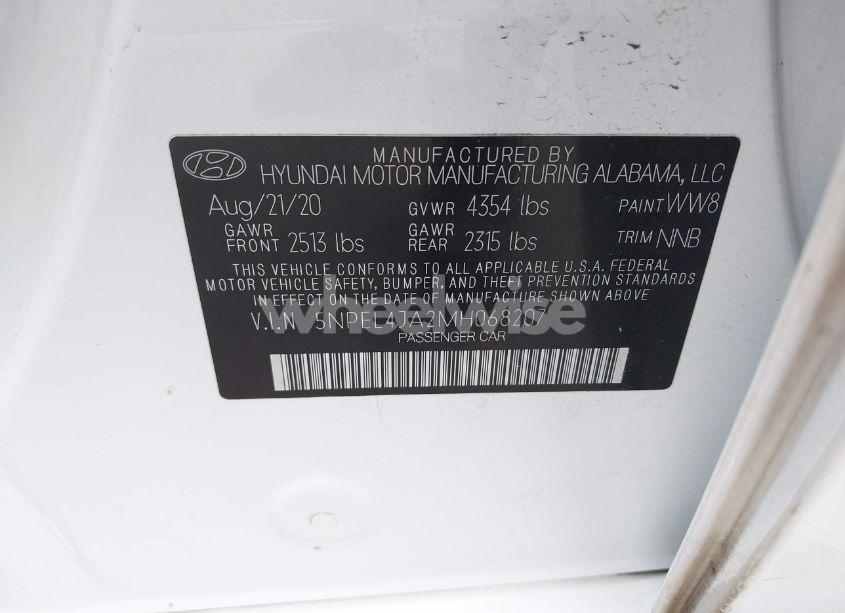 MANUFACTURED BY
HYUNDAI MOTOR MANUFACTURING ALABAMA, LLC
Aug/21/20 GVWR 4354 lbs PAINT WW8
GAWR FRONT 2513 lbs GAWR REAR 2315 lbs TRIM NNB
THIS VEHICLE CONFORMS TO ALL APPLICABLE U.S.A. FEDERAL
MOTOR VEHICLE SAFETY, BUMPER, AND THEFT PREVENTION STANDARDS
IN EFFECT ON THE DATE OF MANUFACTURE SHOWN ABOVE
wheelwise
V.I.N 5NPEL4JA2MH068207
PASSENGER CAR